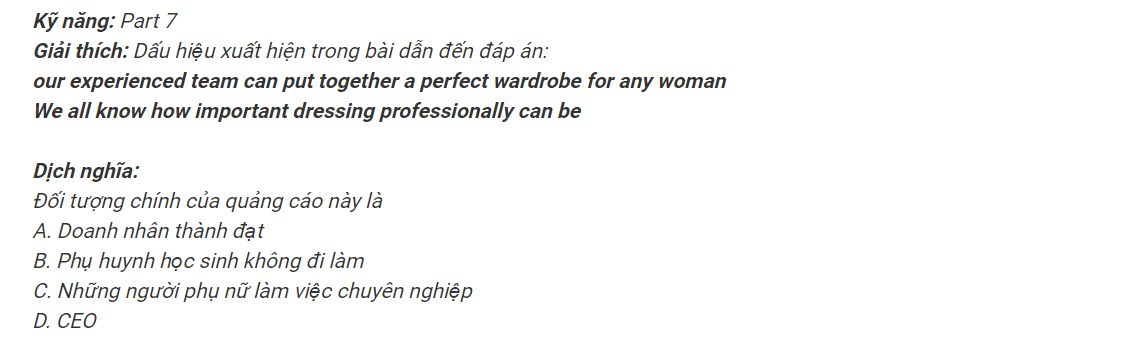 Kỹ năng: Part 7
Giải thích: Dấu hiệu xuất hiện trong bài dẫn đến đáp án:
our experienced team can put together a perfect wardrobe for any woman
We all know how important dressing professionally can be
Dịch nghĩa:
Đối tượng chính của quảng cáo này là
A. Doanh nhân thành đạt
B. Phụ huynh học sinh không đi làm
C. Những người phụ nữ làm việc chuyên nghiệp
D. CEO